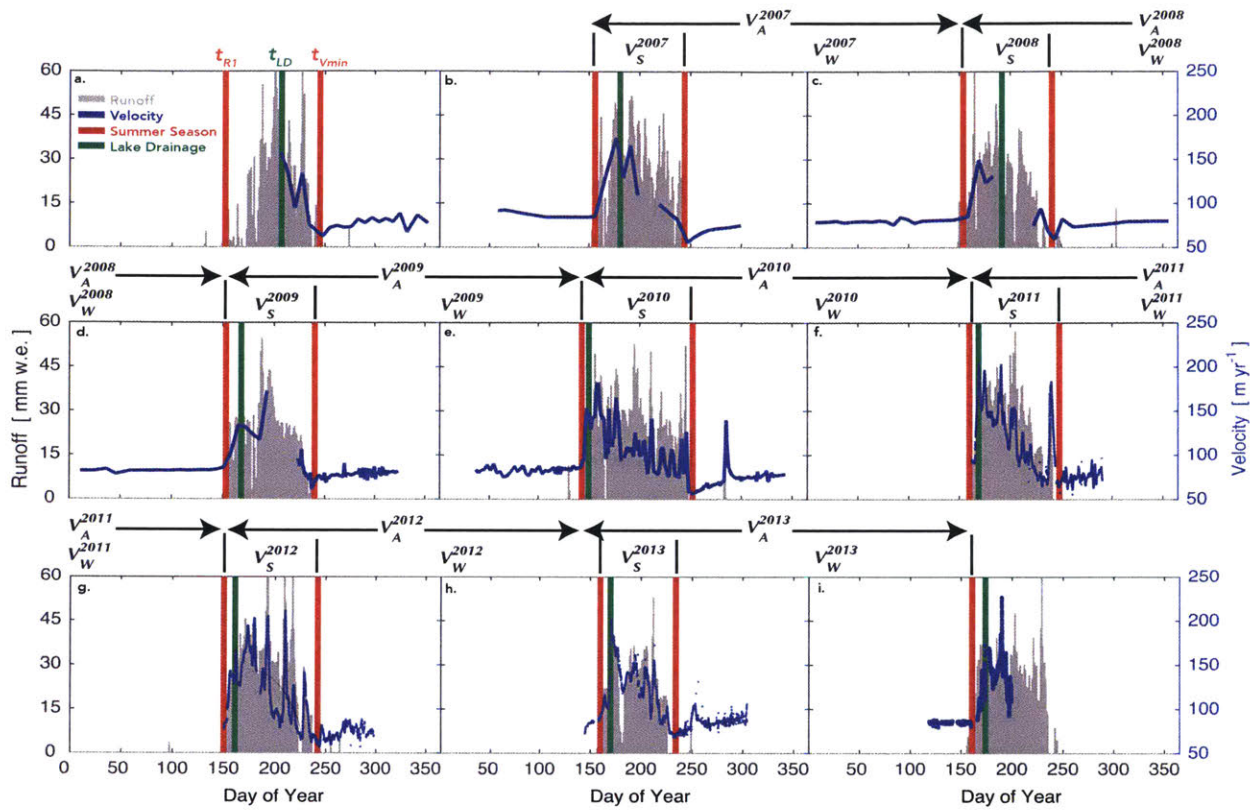 V_A^2007 V_A^2008
V_S^2007 V_W^2007 V_S^2008 V_W^2008
t_R1 t_LD t_Vmin
60 a. b. c. 250
Runoff
Velocity
Summer Season
Lake Drainage
45 200
30 150
15 100
0 50
V_A^2008 V_A^2009 V_A^2010 V_A^2011
V_W^2008 V_S^2009 V_W^2009 V_S^2010 V_W^2010 V_S^2011 V_W^2011
60 d. e. f. 250
45 200
30 150
15 100
0 50
Runoff [ mm w.e. ]
Velocity [ m yr⁻¹ ]
V_A^2011 V_A^2012 V_A^2013
V_W^2011 V_S^2012 V_W^2012 V_S^2013 V_W^2013
60 g. h. i. 250
45 200
30 150
15 100
0 50
0 50 100 150 200 250 300 350 50 100 150 200 250 300 350 50 100 150 200 250 300 350
Day of Year Day of Year Day of Year